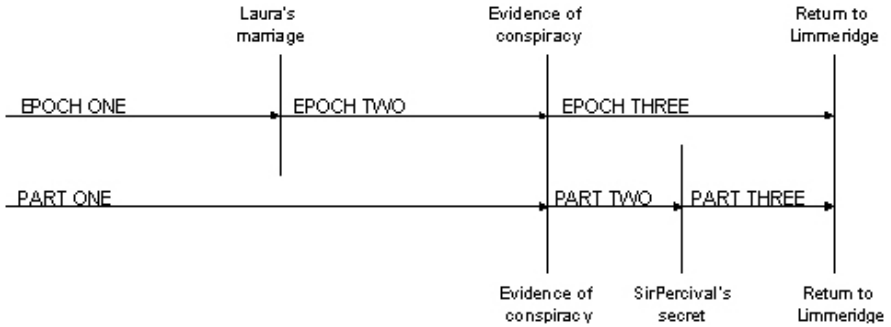 Laura's
marriage
Evidence of
conspiracy
Return to
Limmeridge
EPOCH ONE
EPOCH TWO
EPOCH THREE
PART ONE
PART TWO
PART THREE
Evidence of
conspiracy
SirPercival's
secret
Return to
Limmeridge